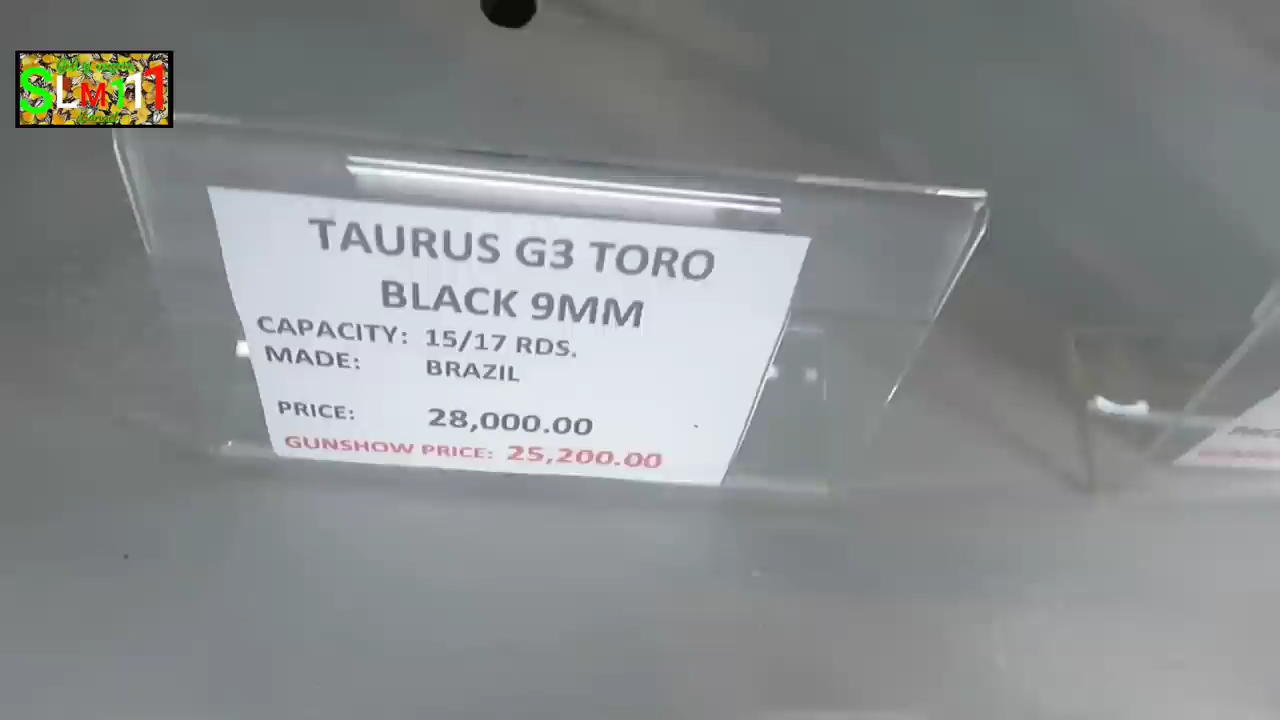 SLM111
TAURUS G3 TORO
BLACK 9MM
CAPACITY: 15/17 RDS.
MADE: BRAZIL
PRICE: 28,000.00
GUNSHOW PRICE: 25,200.00